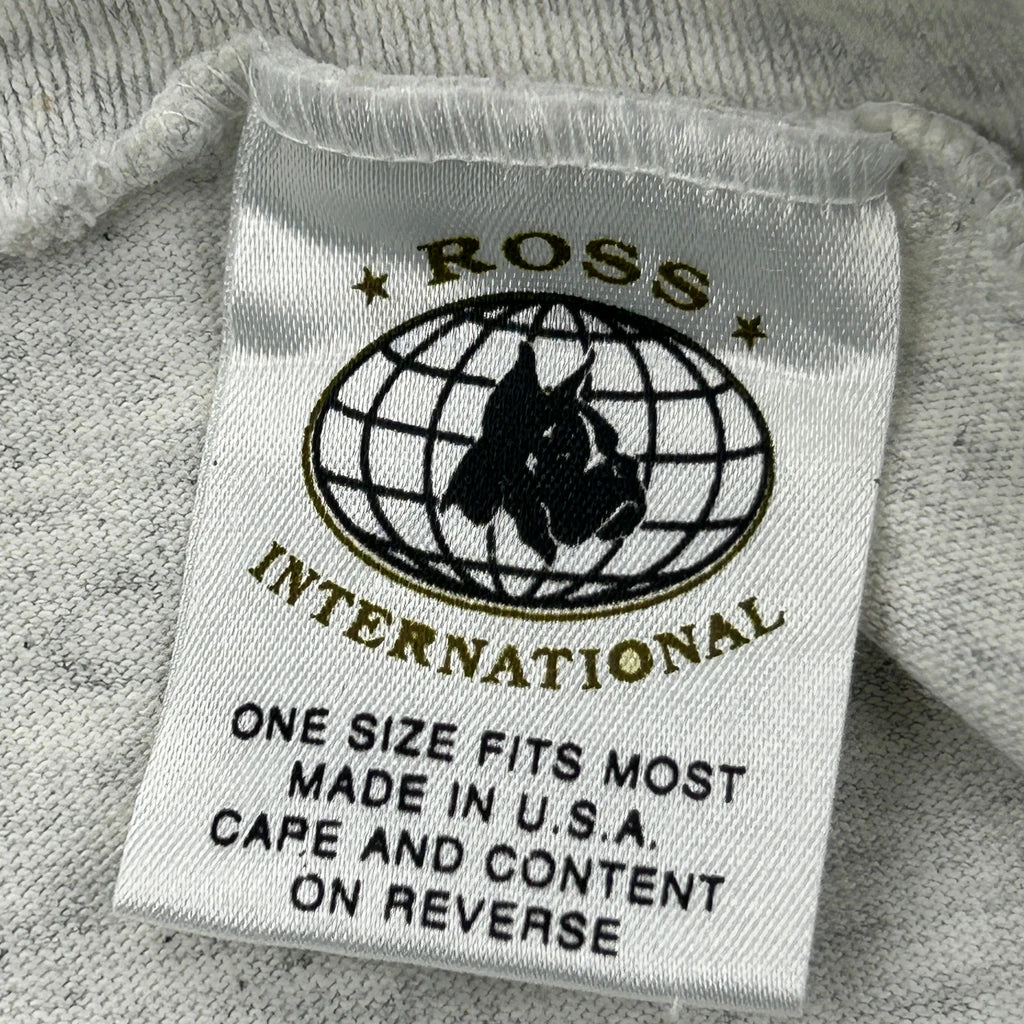 ROSS
INTERNATIONAL
ONE SIZE FITS MOST
MADE IN U.S.A.
CAPE AND CONTENT
ON REVERSE